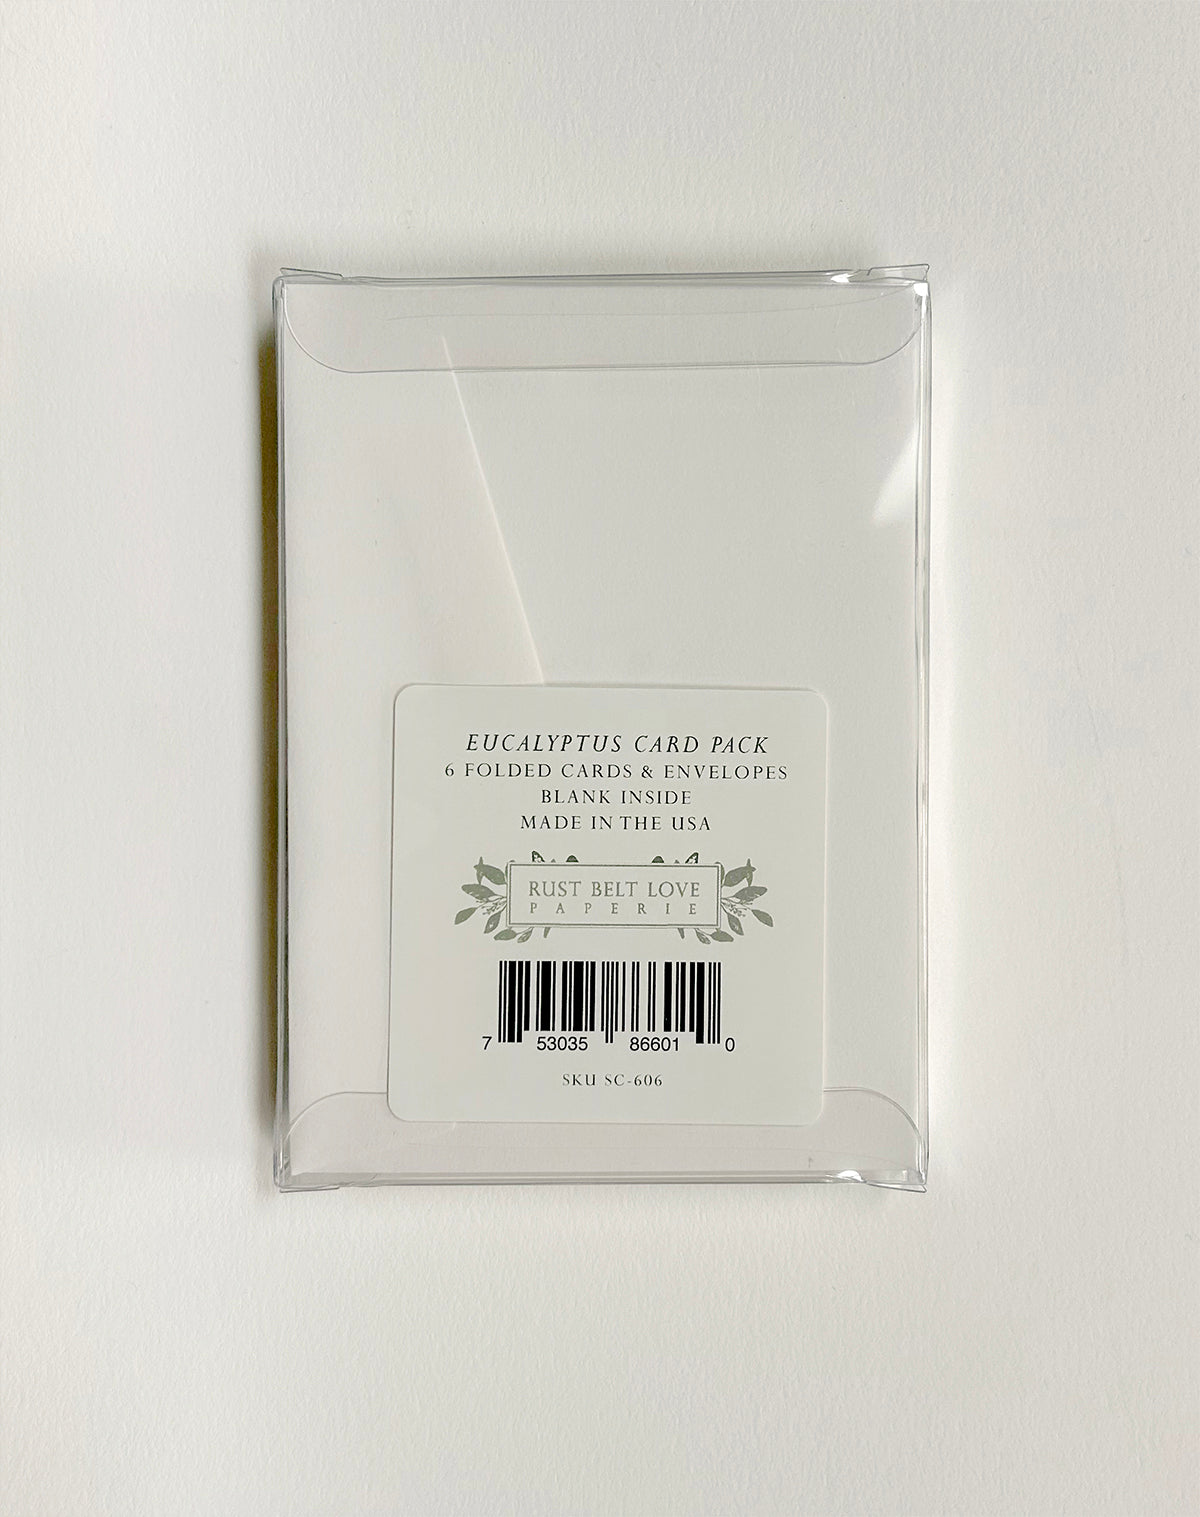 EUCALYPTUS CARD PACK
6 FOLDED CARDS & ENVELOPES
BLANK INSIDE
MADE IN THE USA
RUST BELT LOVE
PAPERIE
7 53035 86601 0
SKU SC-606